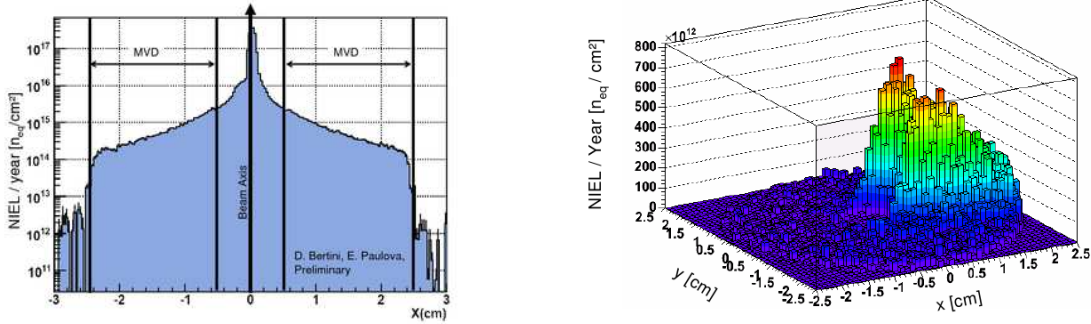 MVD
MVD
NIEL / year [n_eq/cm²]
10¹⁷
10¹⁶
10¹⁵
10¹⁴
10¹³
10¹²
10¹¹
Beam Axis
D. Bertini, E. Paulova,
Preliminary
-3 -2 -1 0 1 2 3
X(cm)
×10¹²
NIEL / Year [n_eq / cm²]
800
700
600
500
400
300
200
100
0
2.5 2 1.5 1 0.5 0 -0.5 -1 -1.5 -2 -2.5
y [cm]
-2.5 -2 -1.5 -1 -0.5 0 0.5 1 1.5 2 2.5
x [cm]